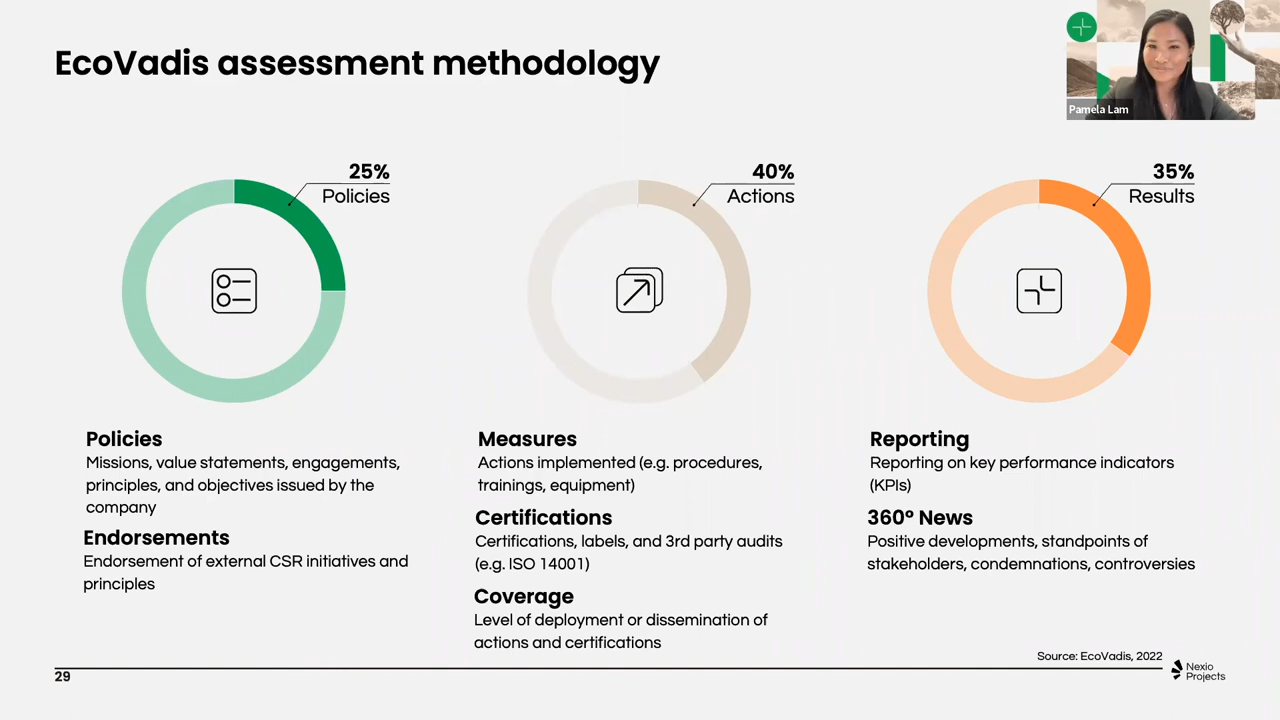 EcoVadis assessment methodology
Pamela Lam
25%
Policies
40%
Actions
35%
Results
Policies
Missions, value statements, engagements,
principles, and objectives issued by the
company
Endorsements
Endorsement of external CSR initiatives and
principles
Measures
Actions implemented (e.g. procedures,
trainings, equipment)
Certifications
Certifications, labels, and 3rd party audits
(e.g. ISO 14001)
Coverage
Level of deployment or dissemination of
actions and certifications
Reporting
Reporting on key performance indicators
(KPIs)
360° News
Positive developments, standpoints of
stakeholders, condemnations, controversies
Source: EcoVadis, 2022
29
Nexio
Projects